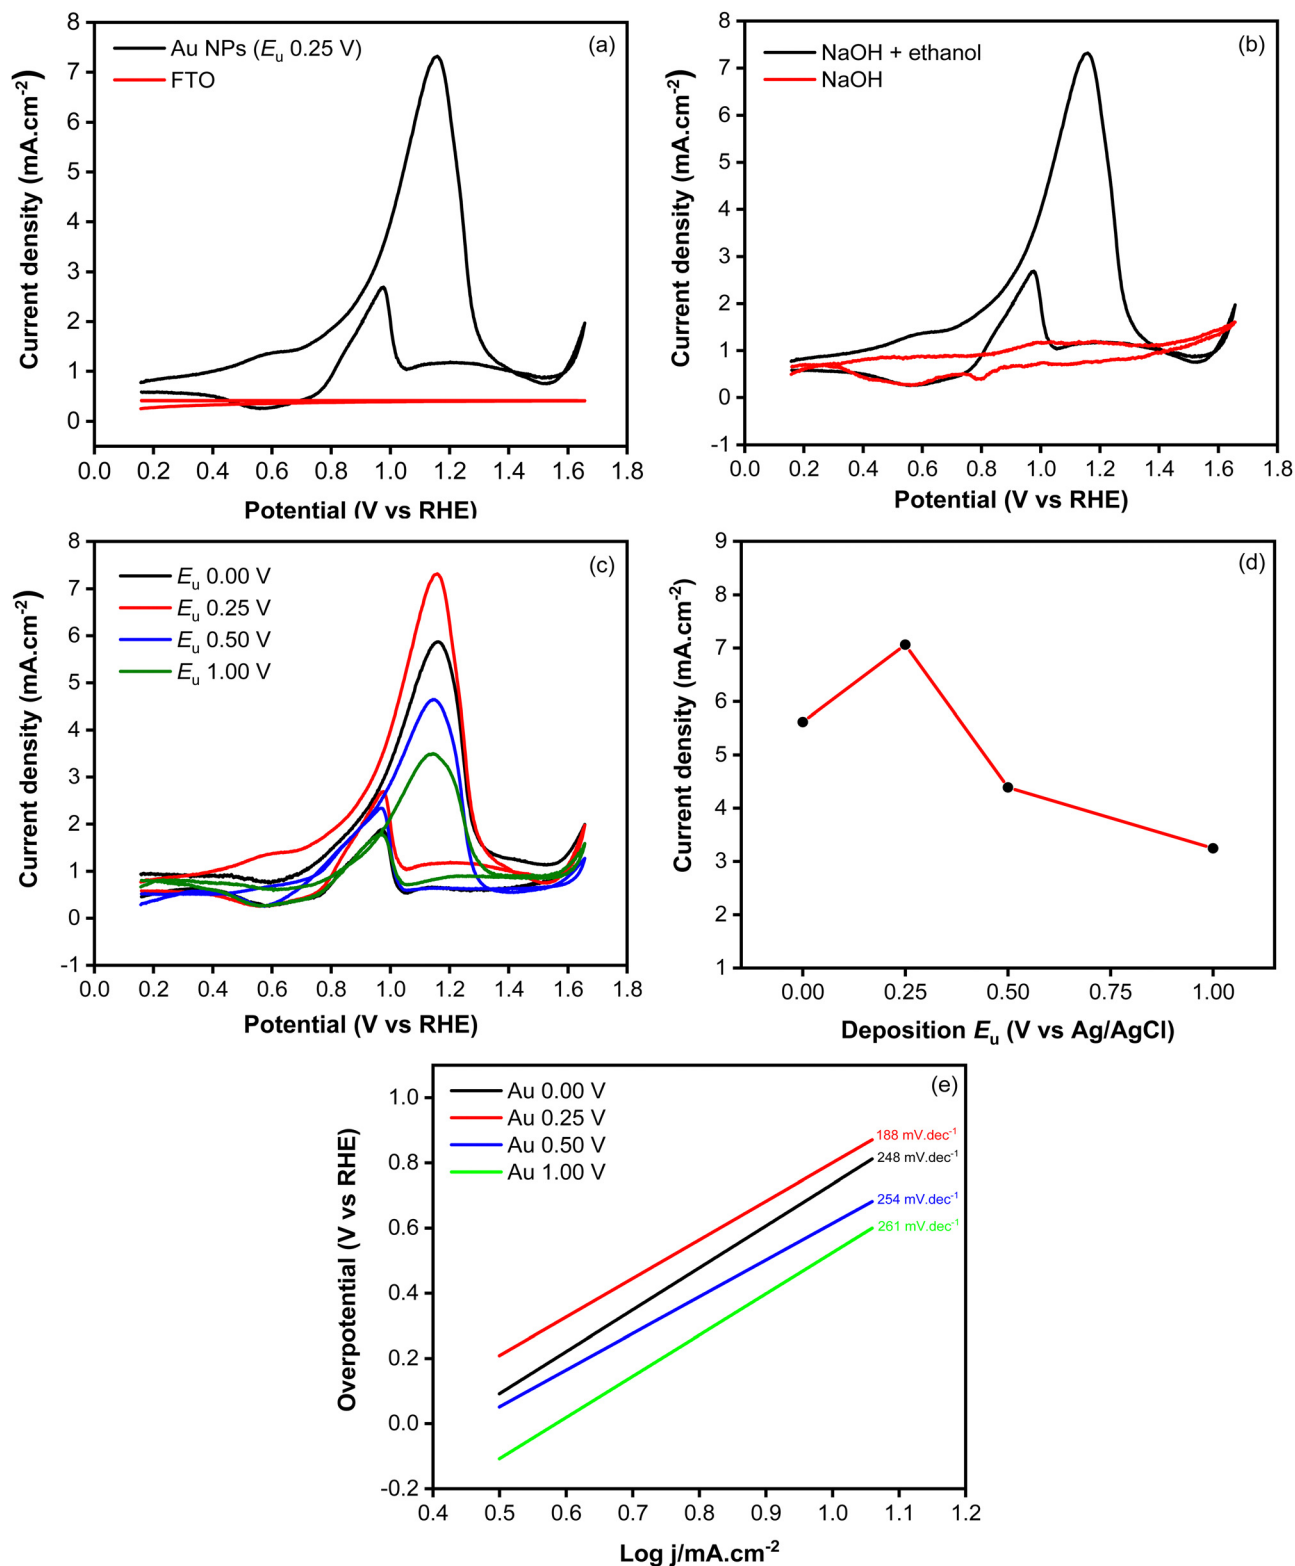 (a)
Au NPs (Eu 0.25 V)
FTO
8
7
6
5
4
3
2
1
0
Current density (mA.cm-2)
0.0 0.2 0.4 0.6 0.8 1.0 1.2 1.4 1.6 1.8
Potential (V vs RHE)
(b)
NaOH + ethanol
NaOH
8
7
6
5
4
3
2
1
0
-1
Current density (mA.cm-2)
0.0 0.2 0.4 0.6 0.8 1.0 1.2 1.4 1.6 1.8
Potential (V vs RHE)
(c)
Eu 0.00 V
Eu 0.25 V
Eu 0.50 V
Eu 1.00 V
8
7
6
5
4
3
2
1
0
-1
Current density (mA.cm-2)
0.0 0.2 0.4 0.6 0.8 1.0 1.2 1.4 1.6 1.8
Potential (V vs RHE)
(d)
9
8
7
6
5
4
3
2
1
Current density (mA.cm-2)
0.00 0.25 0.50 0.75 1.00
Deposition Eu (V vs Ag/AgCl)
(e)
Au 0.00 V
Au 0.25 V
Au 0.50 V
Au 1.00 V
188 mV.dec-1
248 mV.dec-1
254 mV.dec-1
261 mV.dec-1
1.0
0.8
0.6
0.4
0.2
0.0
-0.2
Overpotential (V vs RHE)
0.4 0.5 0.6 0.7 0.8 0.9 1.0 1.1 1.2
Log j/mA.cm-2